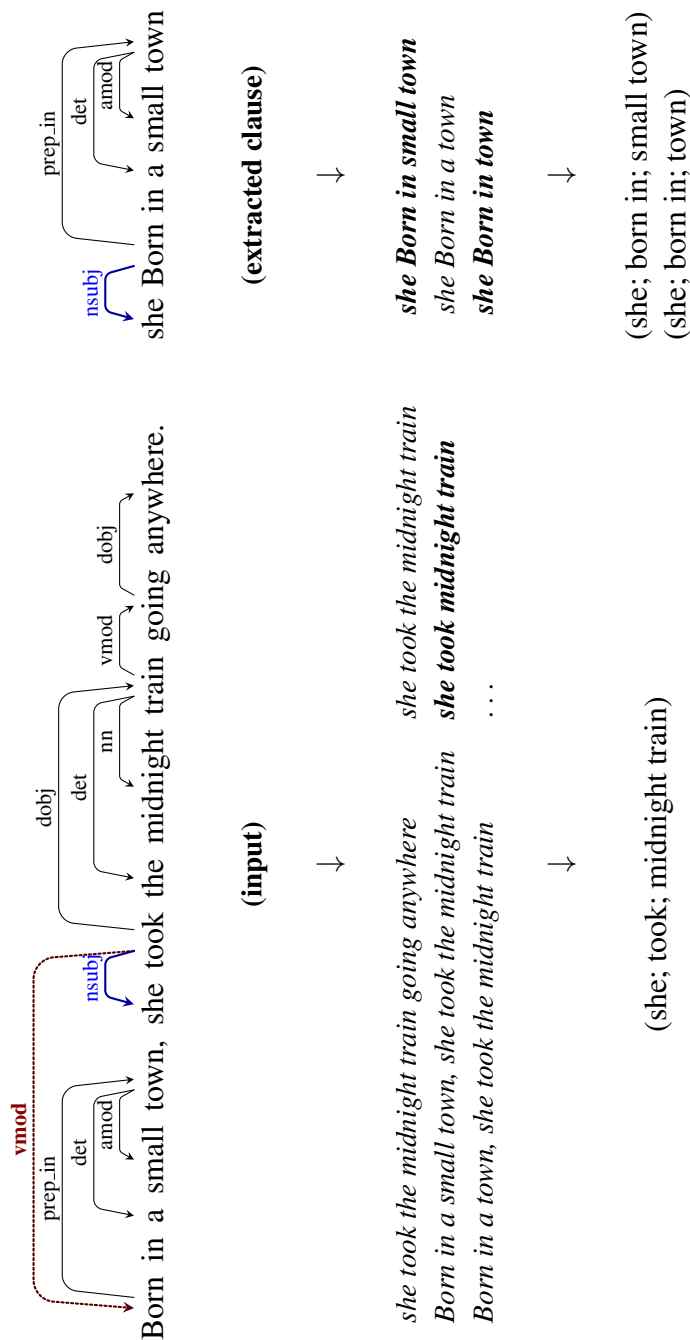 vmod
prep_in
det
amod
nsubj
dobj
det
nn
vmod
dobj
Born in a small town, she took the midnight train going anywhere.
(input)
↓
she took the midnight train going anywhere
Born in a small town, she took the midnight train
Born in a town, she took the midnight train
she took the midnight train
she took midnight train
. . .
↓
(she; took; midnight train)
nsubj
prep_in
det
amod
she Born in a small town
(extracted clause)
↓
she Born in small town
she Born in a town
she Born in town
↓
(she; born in; small town)
(she; born in; town)